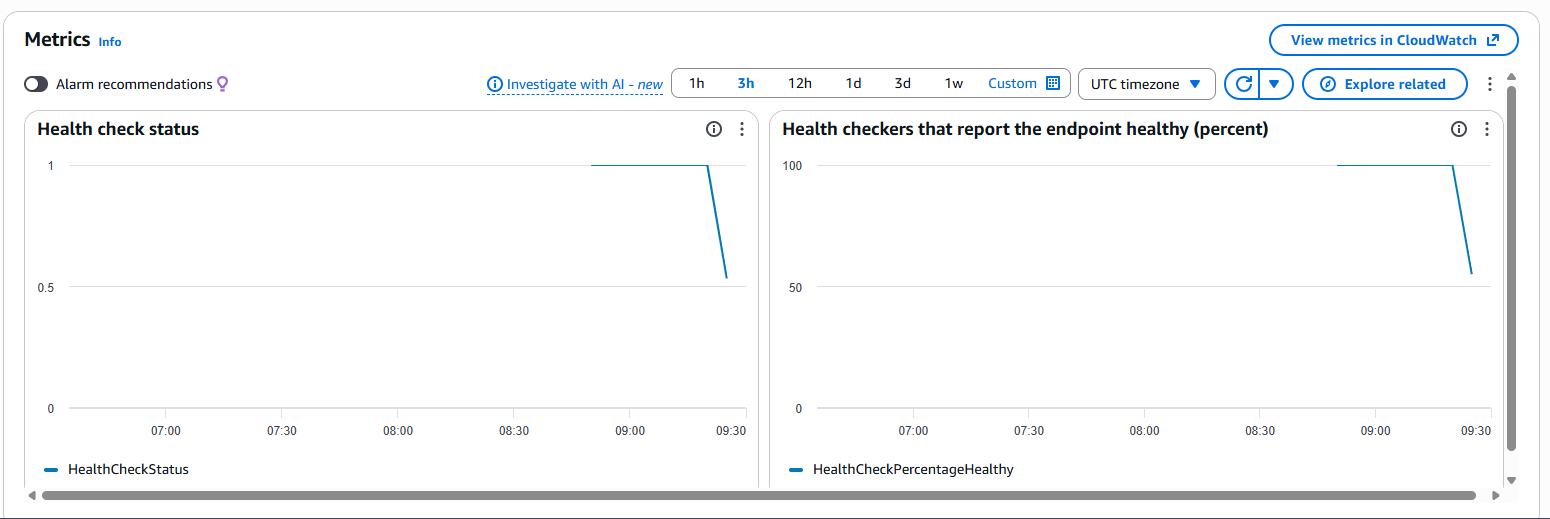 Metrics Info
View metrics in CloudWatch
Alarm recommendations
Investigate with AI - new
1h 3h 12h 1d 3d 1w Custom
UTC timezone
Explore related
Health check status
1
0.5
0
07:00 07:30 08:00 08:30 09:00 09:30
HealthCheckStatus
Health checkers that report the endpoint healthy (percent)
100
50
0
07:00 07:30 08:00 08:30 09:00 09:30
HealthCheckPercentageHealthy